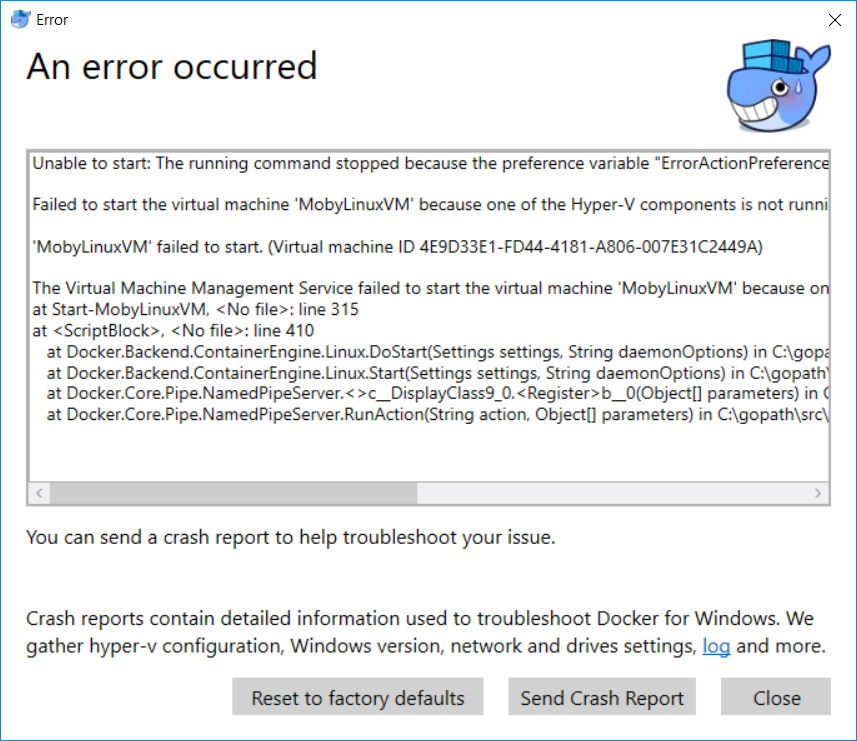 Error
An error occurred
Unable to start: The running command stopped because the preference variable "ErrorActionPreference
Failed to start the virtual machine 'MobyLinuxVM' because one of the Hyper-V components is not runni
'MobyLinuxVM' failed to start. (Virtual machine ID 4E9D33E1-FD44-4181-A806-007E31C2449A)
The Virtual Machine Management Service failed to start the virtual machine 'MobyLinuxVM' because on
at Start-MobyLinuxVM, <No file>: line 315
at <ScriptBlock>, <No file>: line 410
at Docker.Backend.ContainerEngine.Linux.DoStart(Settings settings, String daemonOptions) in C:\gopa
at Docker.Backend.ContainerEngine.Linux.Start(Settings settings, String daemonOptions) in C:\gopath\
at Docker.Core.Pipe.NamedPipeServer.<>c__DisplayClass9_0.<Register>b__0(Object[] parameters) in C
at Docker.Core.Pipe.NamedPipeServer.RunAction(String action, Object[] parameters) in C:\gopath\src\
You can send a crash report to help troubleshoot your issue.
Crash reports contain detailed information used to troubleshoot Docker for Windows. We
gather hyper-v configuration, Windows version, network and drives settings, log and more.
Reset to factory defaults
Send Crash Report
Close